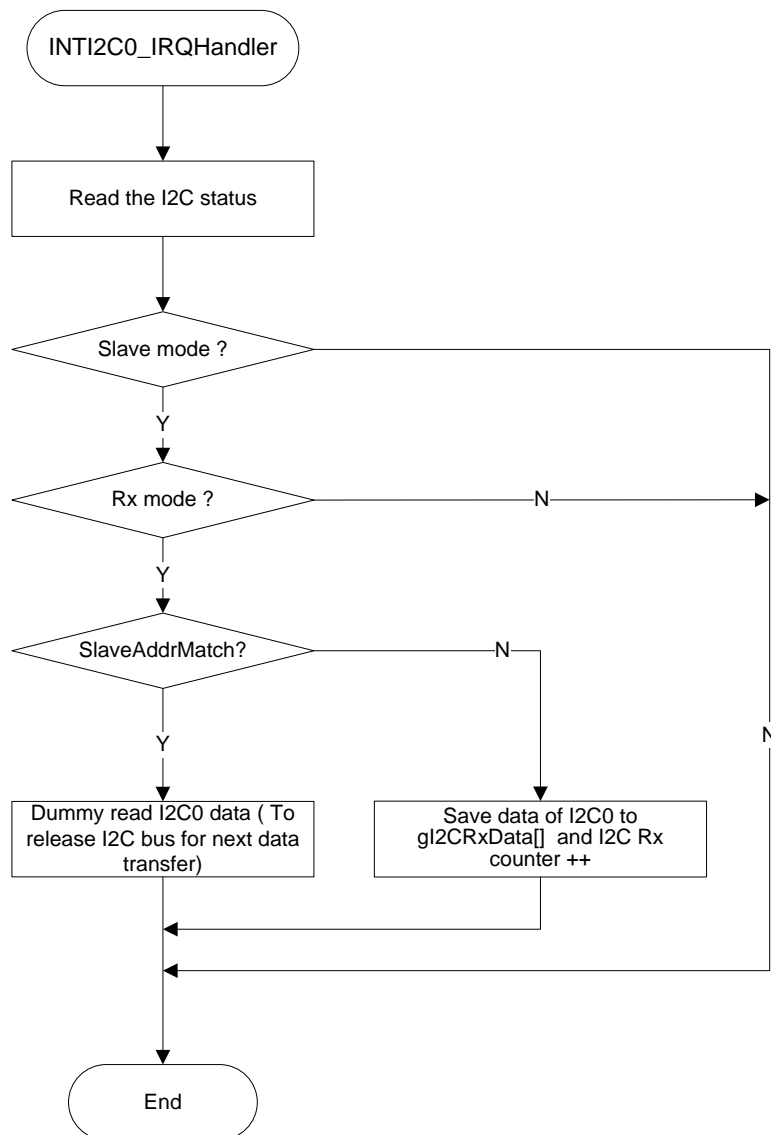 INTI2C0_IRQHandler
Read the I2C status
Slave mode ?
Y
Rx mode ?
N
Y
SlaveAddrMatch?
N
Y
N
Dummy read I2C0 data ( To
release I2C bus for next data
transfer)
Save data of I2C0 to
gI2CRxData[]  and I2C Rx
counter ++
End